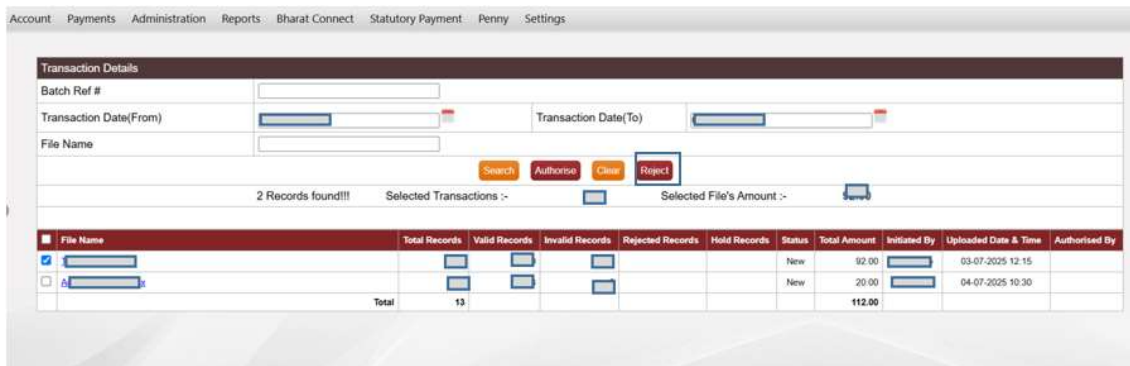 Account Payments Administration Reports Bharat Connect Statutory Payment Penny Settings
Transaction Details
Batch Ref #
Transaction Date(From) Transaction Date(To)
File Name
Search Authorise Clear Reject
2 Records found!!! Selected Transactions :- Selected File's Amount :-
File Name Total Records Valid Records Invalid Records Rejected Records Hold Records Status Total Amount Initiated By Uploaded Date & Time Authorised By
New 92.00 03-07-2025 12:15
New 20.00 04-07-2025 10:30
Total 13 112.00